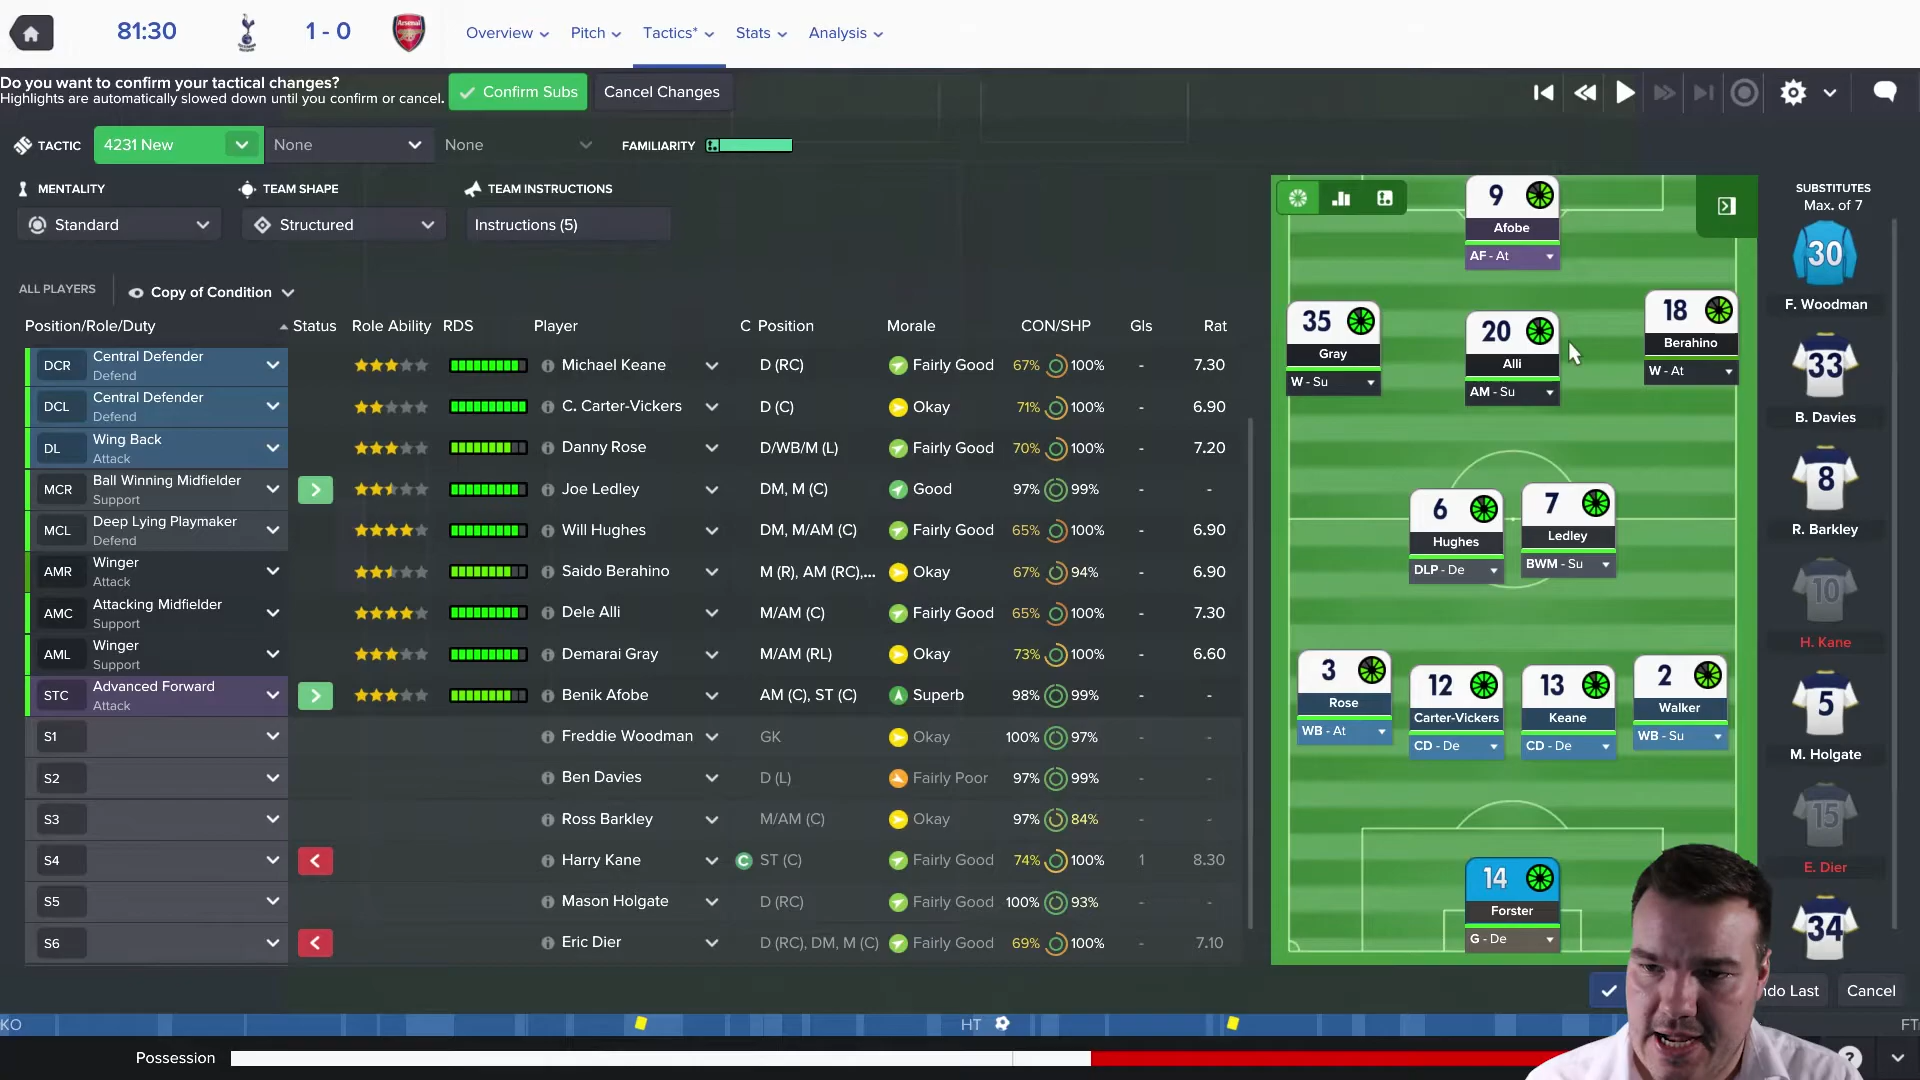 81:30
1 - 0
Arsenal
Overview
Pitch
Tactics*
Stats
Analysis
Do you want to confirm your tactical changes?
Highlights are automatically slowed down until you confirm or cancel.
Confirm Subs
Cancel Changes
TACTIC
4231 New
None
None
FAMILIARITY
MENTALITY
TEAM SHAPE
TEAM INSTRUCTIONS
Standard
Structured
Instructions (5)
ALL PLAYERS
Copy of Condition
Position/Role/Duty Status Role Ability RDS Player C Position Morale CON/SHP Gls Rat
DCR Central Defender Defend Michael Keane D (RC) Fairly Good 67% 100% - 7.30
DCL Central Defender Defend C. Carter-Vickers D (C) Okay 71% 100% - 6.90
DL Wing Back Attack Danny Rose D/WB/M (L) Fairly Good 70% 100% - 7.20
MCR Ball Winning Midfielder Support Joe Ledley DM, M (C) Good 97% 99% - -
MCL Deep Lying Playmaker Defend Will Hughes DM, M/AM (C) Fairly Good 65% 100% - 6.90
AMR Winger Attack Saido Berahino M (R), AM (RC),... Okay 67% 94% - 6.90
AMC Attacking Midfielder Support Dele Alli M/AM (C) Fairly Good 65% 100% - 7.30
AML Winger Support Demarai Gray M/AM (RL) Okay 73% 100% - 6.60
STC Advanced Forward Attack Benik Afobe AM (C), ST (C) Superb 98% 99% - -
S1 Freddie Woodman GK Okay 100% 97% - -
S2 Ben Davies D (L) Fairly Poor 97% 99% - -
S3 Ross Barkley M/AM (C) Okay 97% 84% - -
S4 Harry Kane C ST (C) Fairly Good 74% 100% 1 8.30
S5 Mason Holgate D (RC) Fairly Good 100% 93% - -
S6 Eric Dier D (RC), DM, M (C) Fairly Good 69% 100% - 7.10
9
Afobe
AF - At
35
Gray
W - Su
20
Alli
AM - Su
18
Berahino
W - At
6
Hughes
DLP - De
7
Ledley
BWM - Su
3
Rose
WB - At
12
Carter-Vickers
CD - De
13
Keane
CD - De
2
Walker
WB - Su
14
Forster
G - De
SUBSTITUTES
Max. of 7
30
F. Woodman
33
B. Davies
8
R. Barkley
10
H. Kane
5
M. Holgate
15
E. Dier
34
ndo Last
Cancel
KO
HT
FT
Possession
?